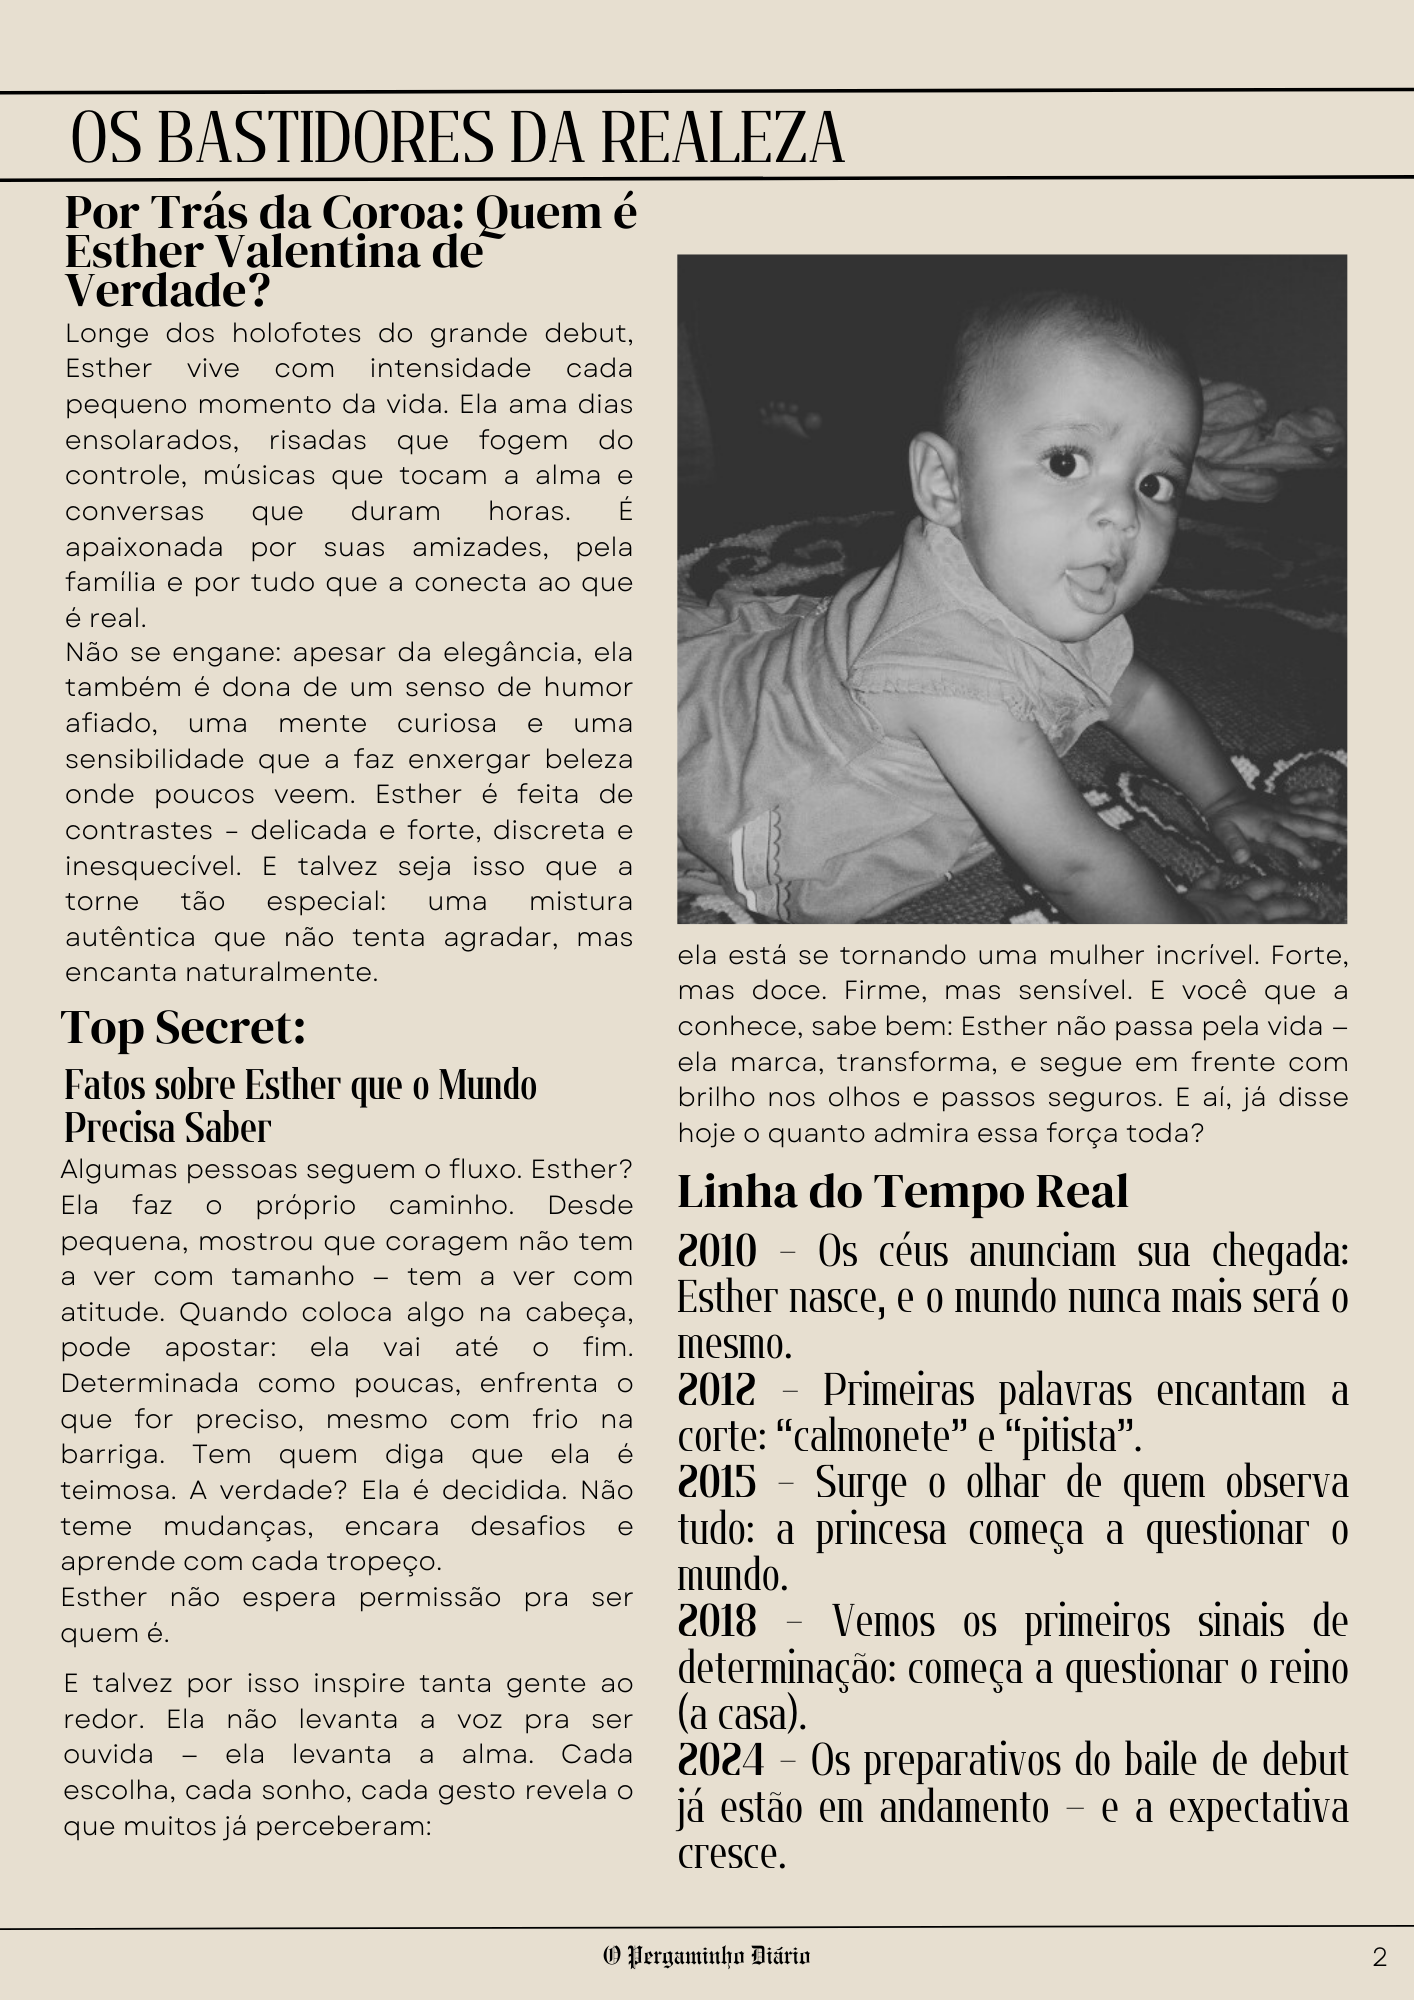 OS BASTIDORES DA REALEZA
Por Trás da Coroa: Quem é
Esther Valentina de
Verdade?
Longe dos holofotes do grande debut,
Esther vive com intensidade cada
pequeno momento da vida. Ela ama dias
ensolarados, risadas que fogem do
controle, músicas que tocam a alma e
conversas que duram horas. É
apaixonada por suas amizades, pela
família e por tudo que a conecta ao que
é real.
Não se engane: apesar da elegância, ela
também é dona de um senso de humor
afiado, uma mente curiosa e uma
sensibilidade que a faz enxergar beleza
onde poucos veem. Esther é feita de
contrastes – delicada e forte, discreta e
inesquecível. E talvez seja isso que a
torne tão especial: uma mistura
autêntica que não tenta agradar, mas
encanta naturalmente.
Top Secret:
Fatos sobre Esther que o Mundo
Precisa Saber
Algumas pessoas seguem o fluxo. Esther?
Ela faz o próprio caminho. Desde
pequena, mostrou que coragem não tem
a ver com tamanho — tem a ver com
atitude. Quando coloca algo na cabeça,
pode apostar: ela vai até o fim.
Determinada como poucas, enfrenta o
que for preciso, mesmo com frio na
barriga. Tem quem diga que ela é
teimosa. A verdade? Ela é decidida. Não
teme mudanças, encara desafios e
aprende com cada tropeço.
Esther não espera permissão pra ser
quem é.
E talvez por isso inspire tanta gente ao
redor. Ela não levanta a voz pra ser
ouvida — ela levanta a alma. Cada
escolha, cada sonho, cada gesto revela o
que muitos já perceberam:
ela está se tornando uma mulher incrível. Forte,
mas doce. Firme, mas sensível. E você que a
conhece, sabe bem: Esther não passa pela vida —
ela marca, transforma, e segue em frente com
brilho nos olhos e passos seguros. E aí, já disse
hoje o quanto admira essa força toda?
Linha do Tempo Real
2010 – Os céus anunciam sua chegada:
Esther nasce, e o mundo nunca mais será o
mesmo.
2012 – Primeiras palavras encantam a
corte: “calmonete” e “pitista”.
2015 – Surge o olhar de quem observa
tudo: a princesa começa a questionar o
mundo.
2018 – Vemos os primeiros sinais de
determinação: começa a questionar o reino
(a casa).
2024 – Os preparativos do baile de debut
já estão em andamento – e a expectativa
cresce.
O Pergaminho Diário
2